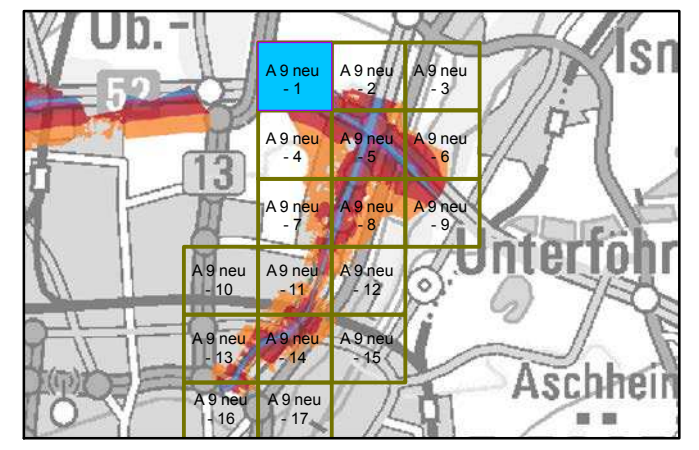 Ob.-
Isn
52
A 9 neu
- 1
A 9 neu
- 2
A 9 neu
- 3
A 9 neu
- 4
A 9 neu
- 5
A 9 neu
- 6
13
A 9 neu
- 7
A 9 neu
- 8
A 9 neu
- 9
Unterföhr
A 9 neu
- 10
A 9 neu
- 11
A 9 neu
- 12
A 9 neu
- 13
A 9 neu
- 14
A 9 neu
- 15
Aschhein
A 9 neu
- 16
A 9 neu
- 17